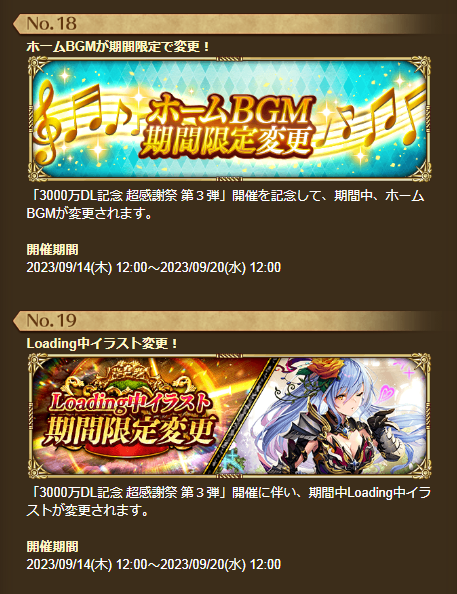 No.18
ホームBGMが期間限定で変更！
ホームBGM
期間限定変更
「3000万DL記念 超感謝祭 第３弾」開催を記念して、期間中、ホーム
BGMが変更されます。
開催期間
2023/09/14(木) 12:00～2023/09/20(水) 12:00
No.19
Loading中イラスト変更！
Loading中イラスト
期間限定変更
「3000万DL記念 超感謝祭 第３弾」開催に伴い、期間中Loading中イラ
ストが変更されます。
開催期間
2023/09/14(木) 12:00～2023/09/20(水) 12:00